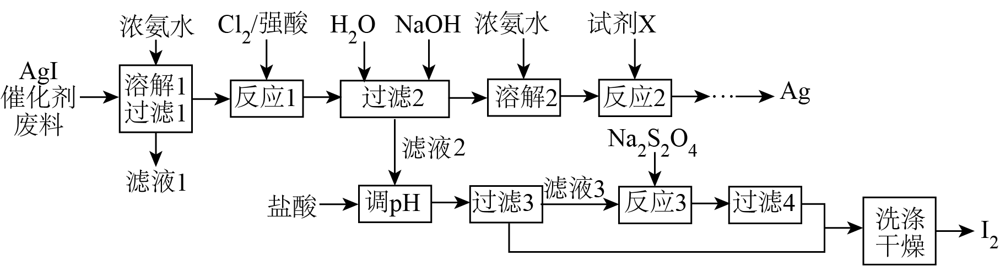 浓氨水
Cl₂/强酸
H₂O
NaOH
浓氨水
试剂X
AgI
催化剂
废料
溶解1
过滤1
反应1
过滤2
溶解2
反应2
…
Ag
滤液1
滤液2
Na₂S₂O₄
盐酸
调pH
过滤3
滤液3
反应3
过滤4
洗涤
干燥
I₂